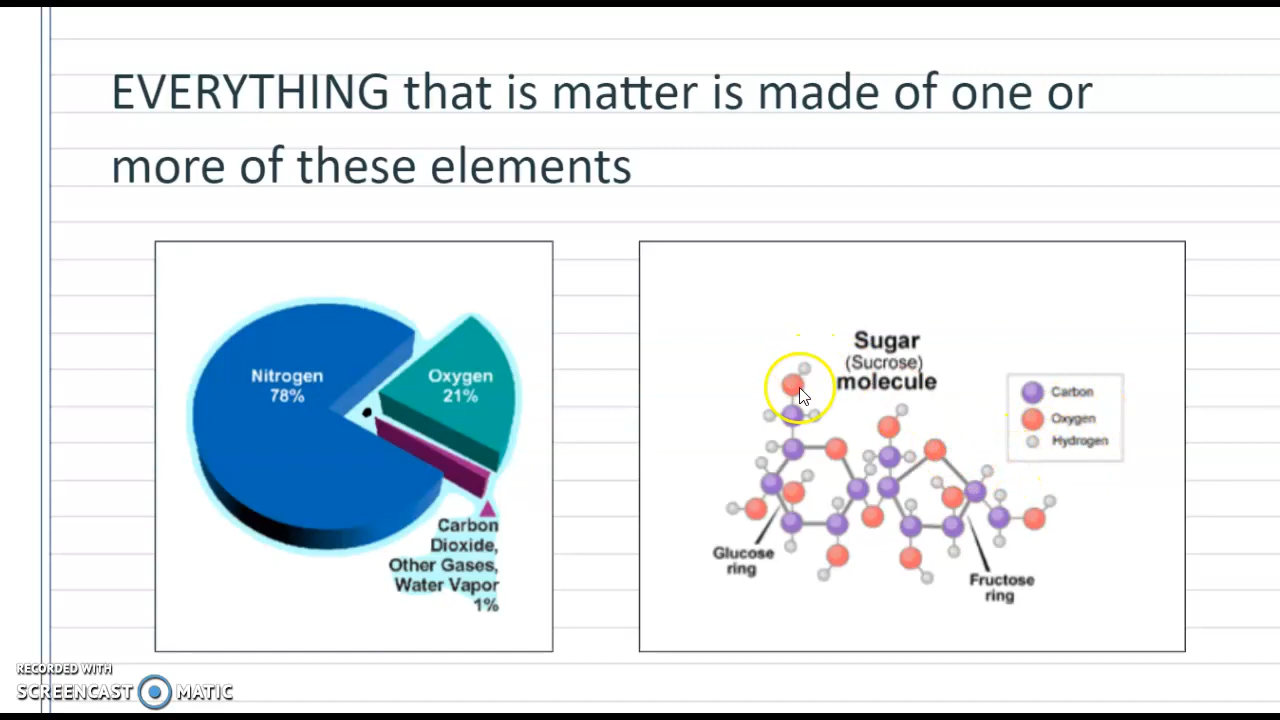 EVERYTHING that is matter is made of one or
more of these elements
Nitrogen
78%
Oxygen
21%
Carbon
Dioxide,
Other Gases,
Water Vapor
1%
Sugar
(Sucrose)
molecule
Carbon
Oxygen
Hydrogen
Glucose
ring
Fructose
ring
RECORDED WITH
SCREENCAST MATIC